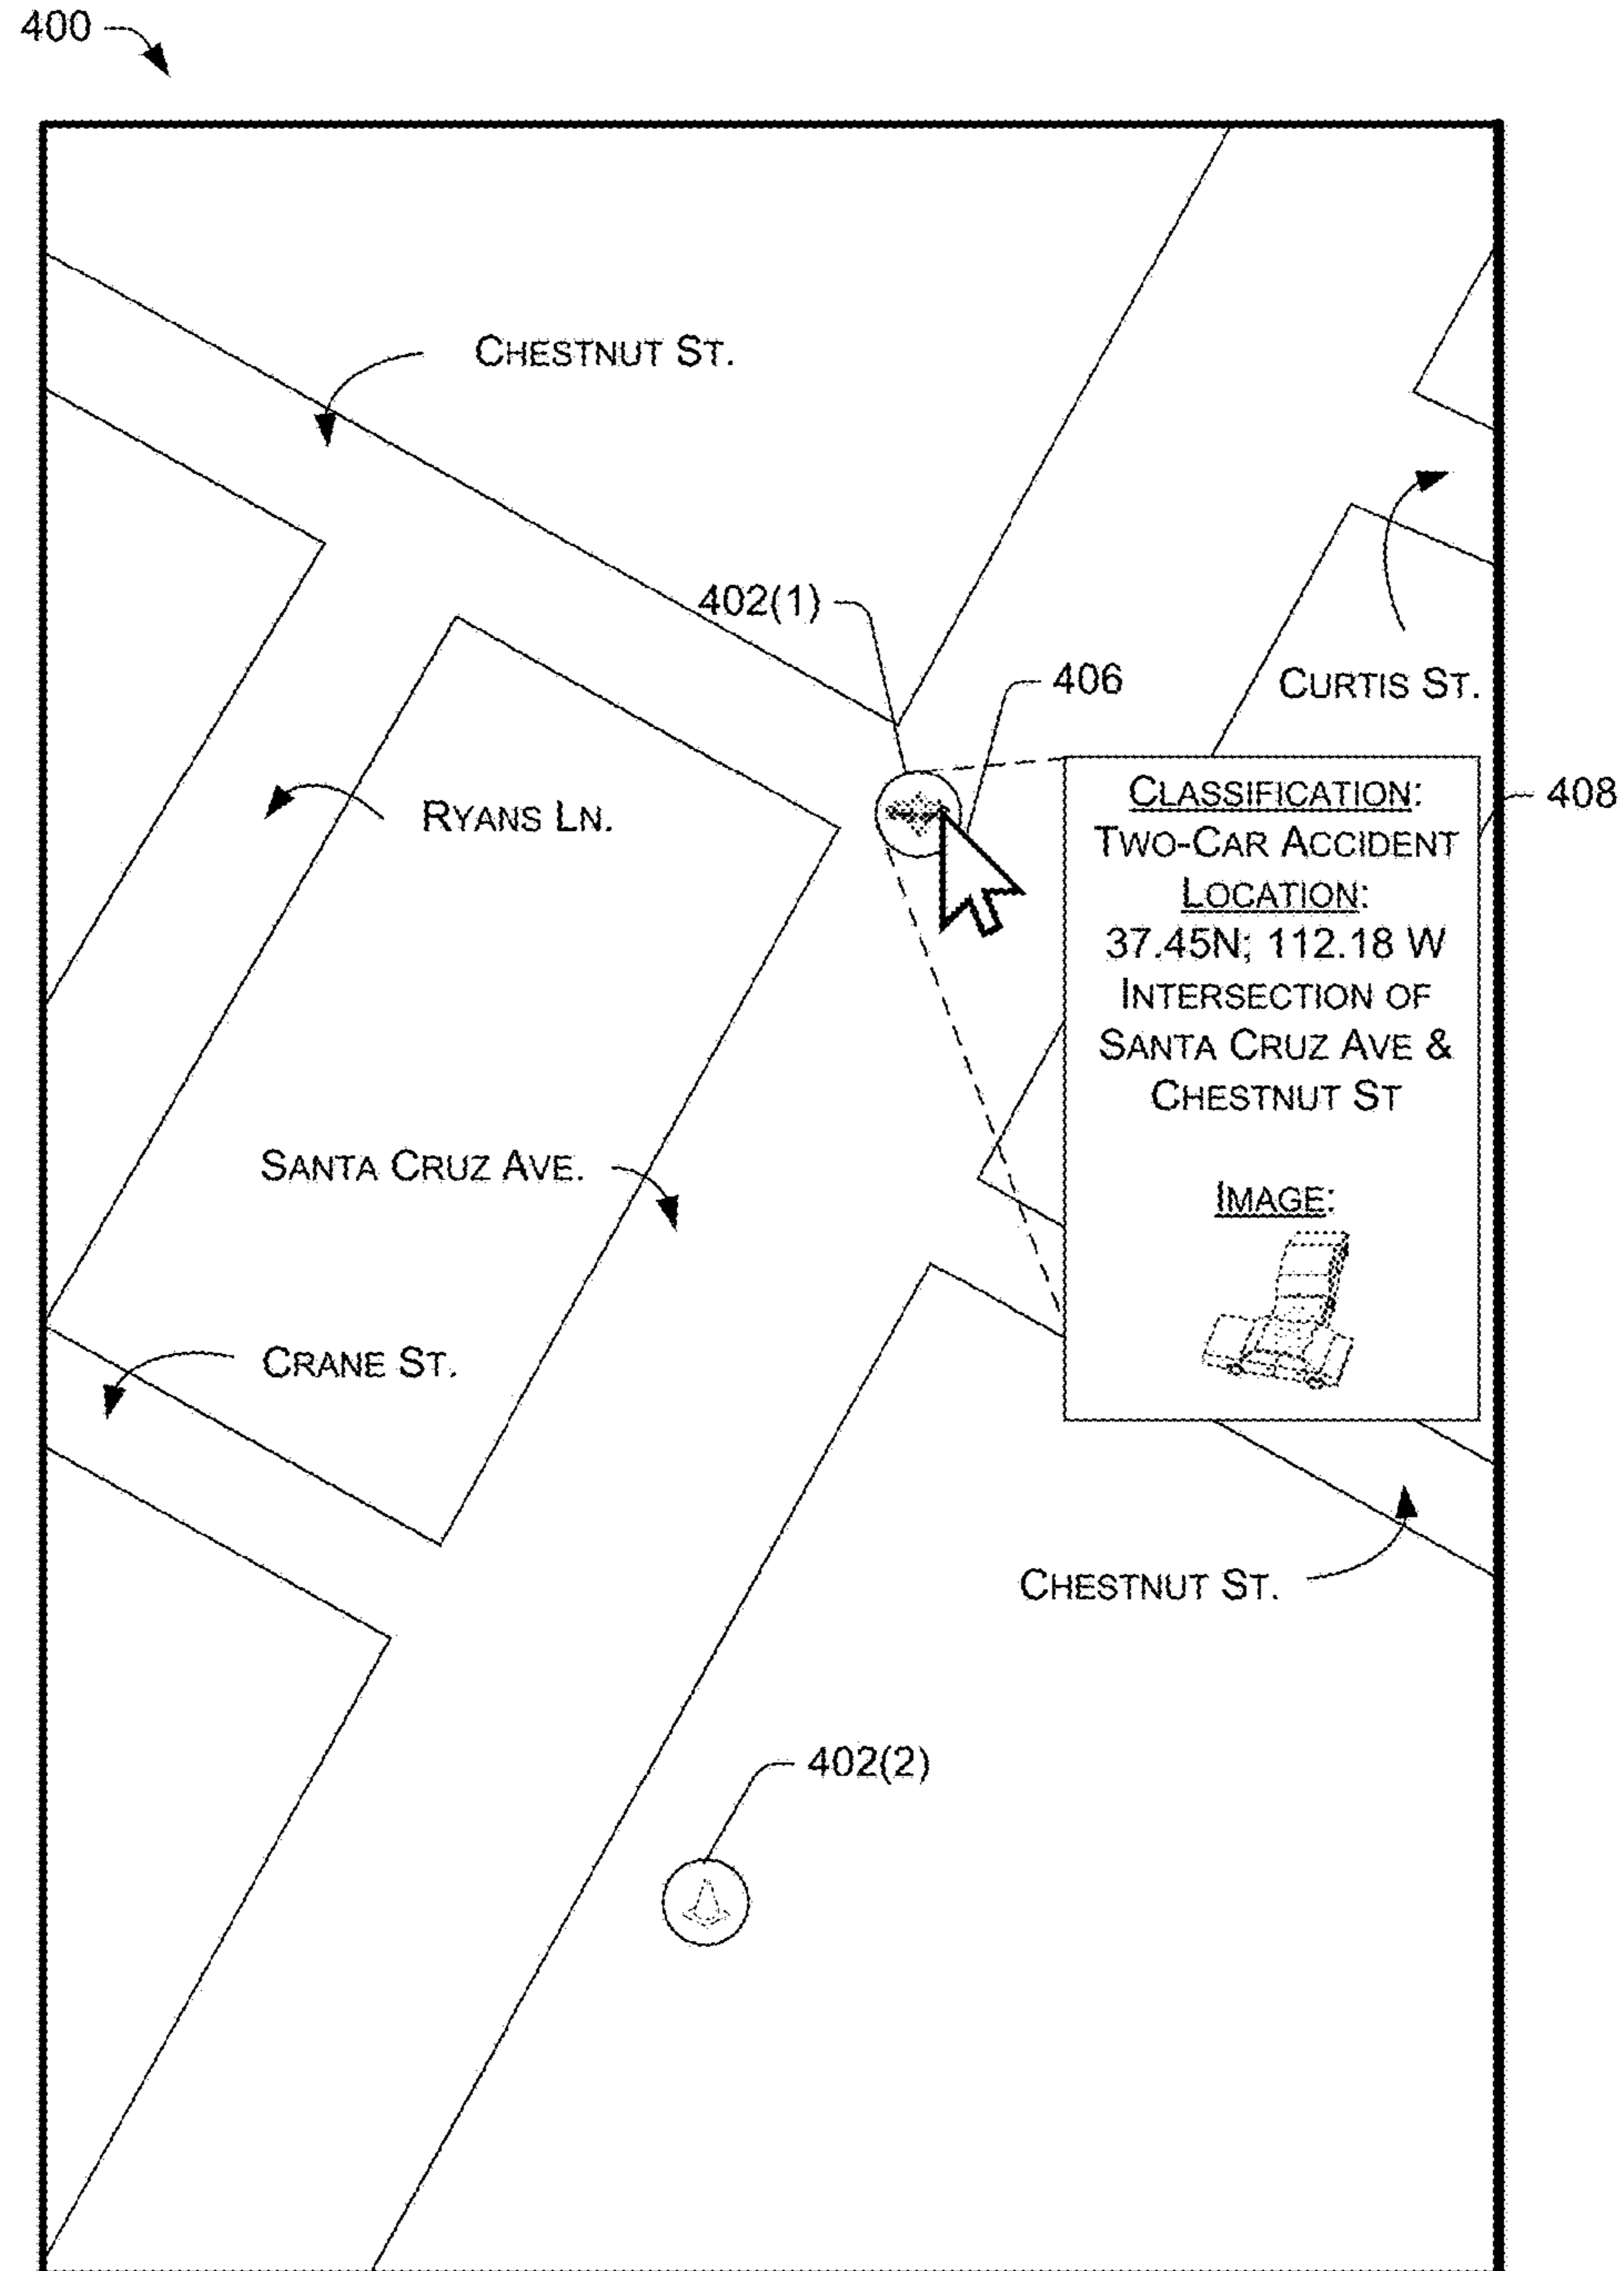 400
CHESTNUT ST.
402(1)
406
CURTIS ST.
RYANS LN.
408
CLASSIFICATION:
TWO-CAR ACCIDENT
LOCATION:
37.45N; 112.18 W
INTERSECTION OF
SANTA CRUZ AVE &
CHESTNUT ST
IMAGE:
SANTA CRUZ AVE.
CRANE ST.
CHESTNUT ST.
402(2)